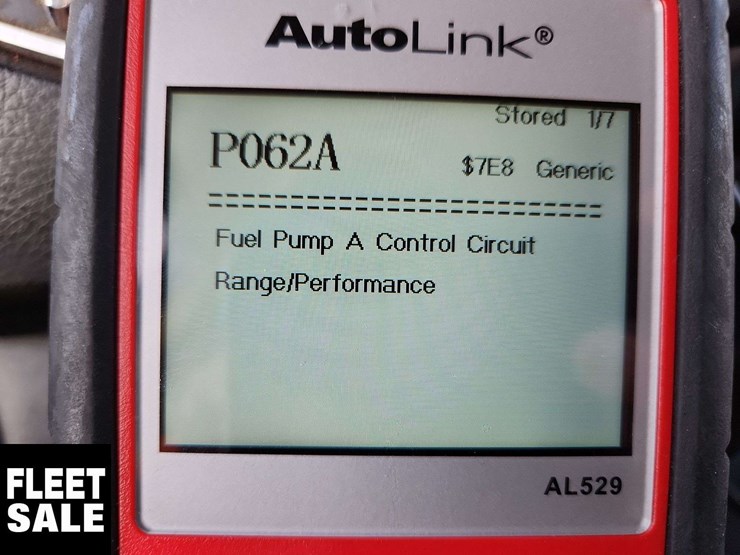 AutoLink®
Stored 1/7
P062A
$7E8 Generic
==========================
Fuel Pump A Control Circuit
Range/Performance
AL529
FLEET
SALE